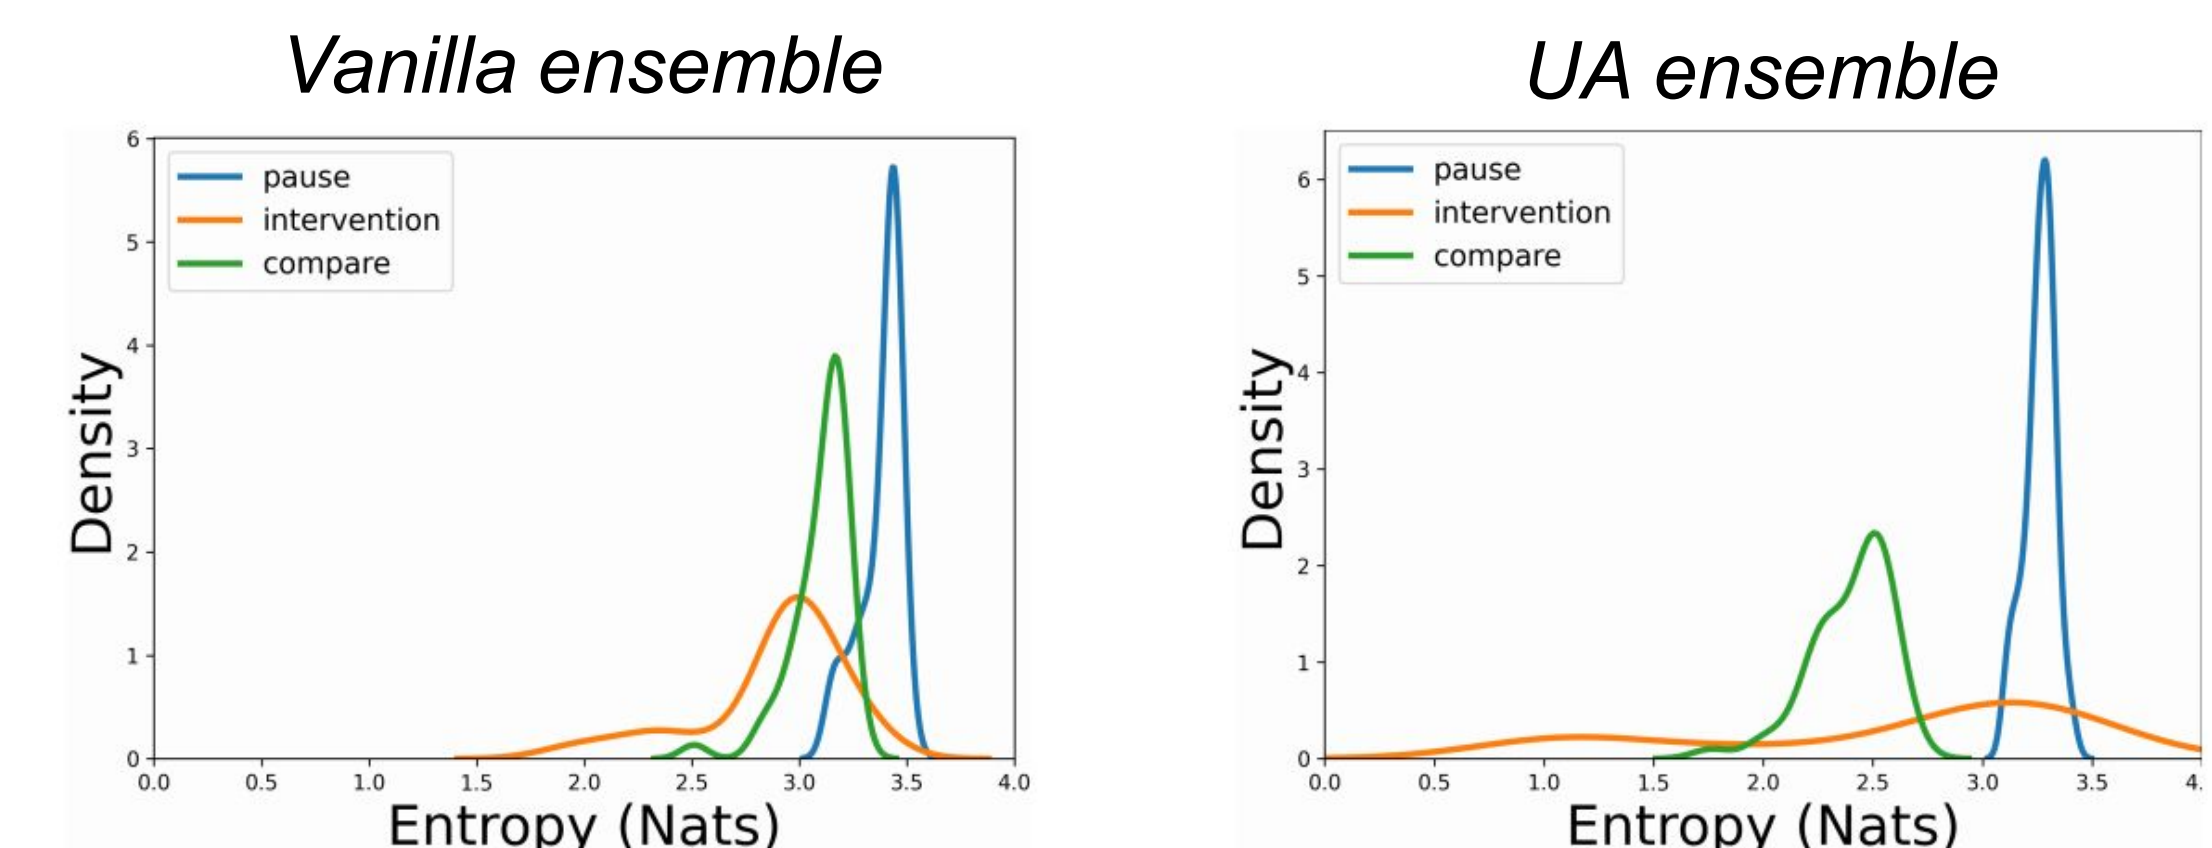 Vanilla ensemble
6
5
4
3
2
1
0
Density
pause
intervention
compare
0.0 0.5 1.0 1.5 2.0 2.5 3.0 3.5 4.0
Entropy (Nats)
UA ensemble
6
5
4
3
2
1
0
Density
pause
intervention
compare
0.0 0.5 1.0 1.5 2.0 2.5 3.0 3.5 4.
Entropy (Nats)